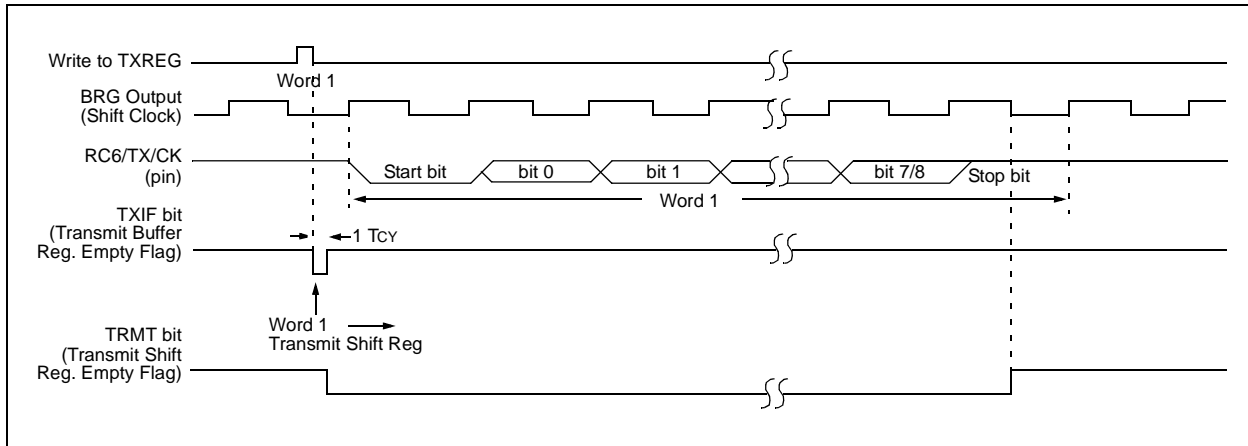 Write to TXREG
Word 1
BRG Output
(Shift Clock)
RC6/TX/CK
(pin)
Start bit
bit 0
bit 1
bit 7/8
Stop bit
Word 1
TXIF bit
(Transmit Buffer
Reg. Empty Flag)
1 TCY
Word 1
Transmit Shift Reg
TRMT bit
(Transmit Shift
Reg. Empty Flag)